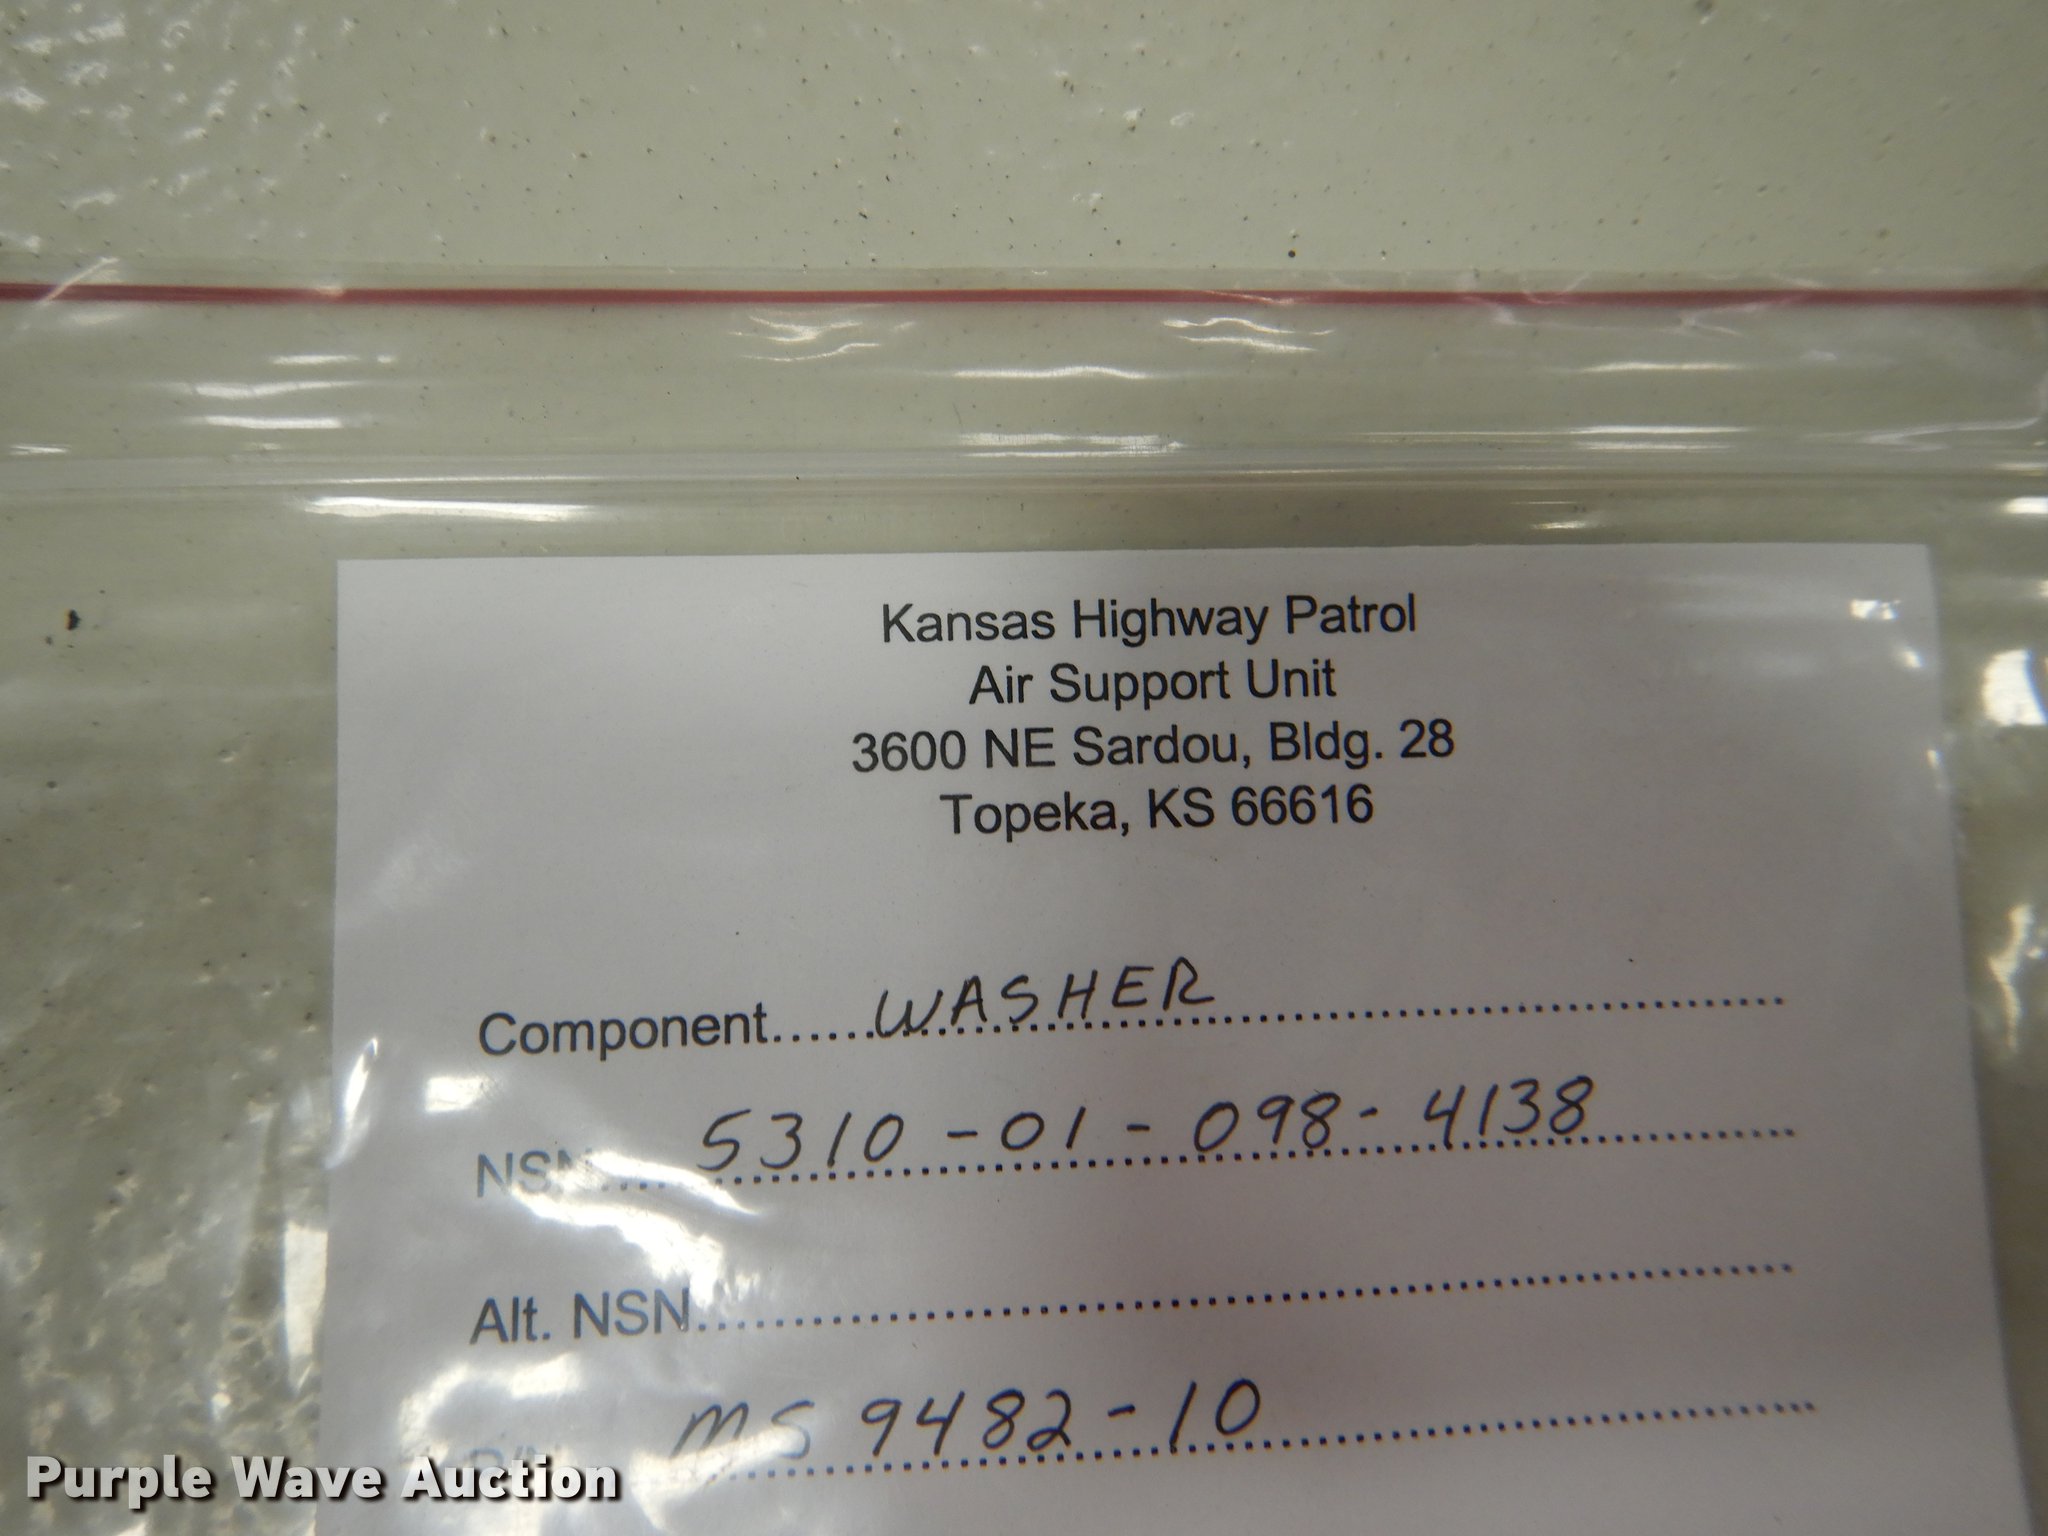 Kansas Highway Patrol
Air Support Unit
3600 NE Sardou, Bldg. 28
Topeka, KS 66616
Component......WASHER
NSN..... 5310-01-098-4138
Alt. NSN
P/N MS 9482-10
Purple Wave Auction